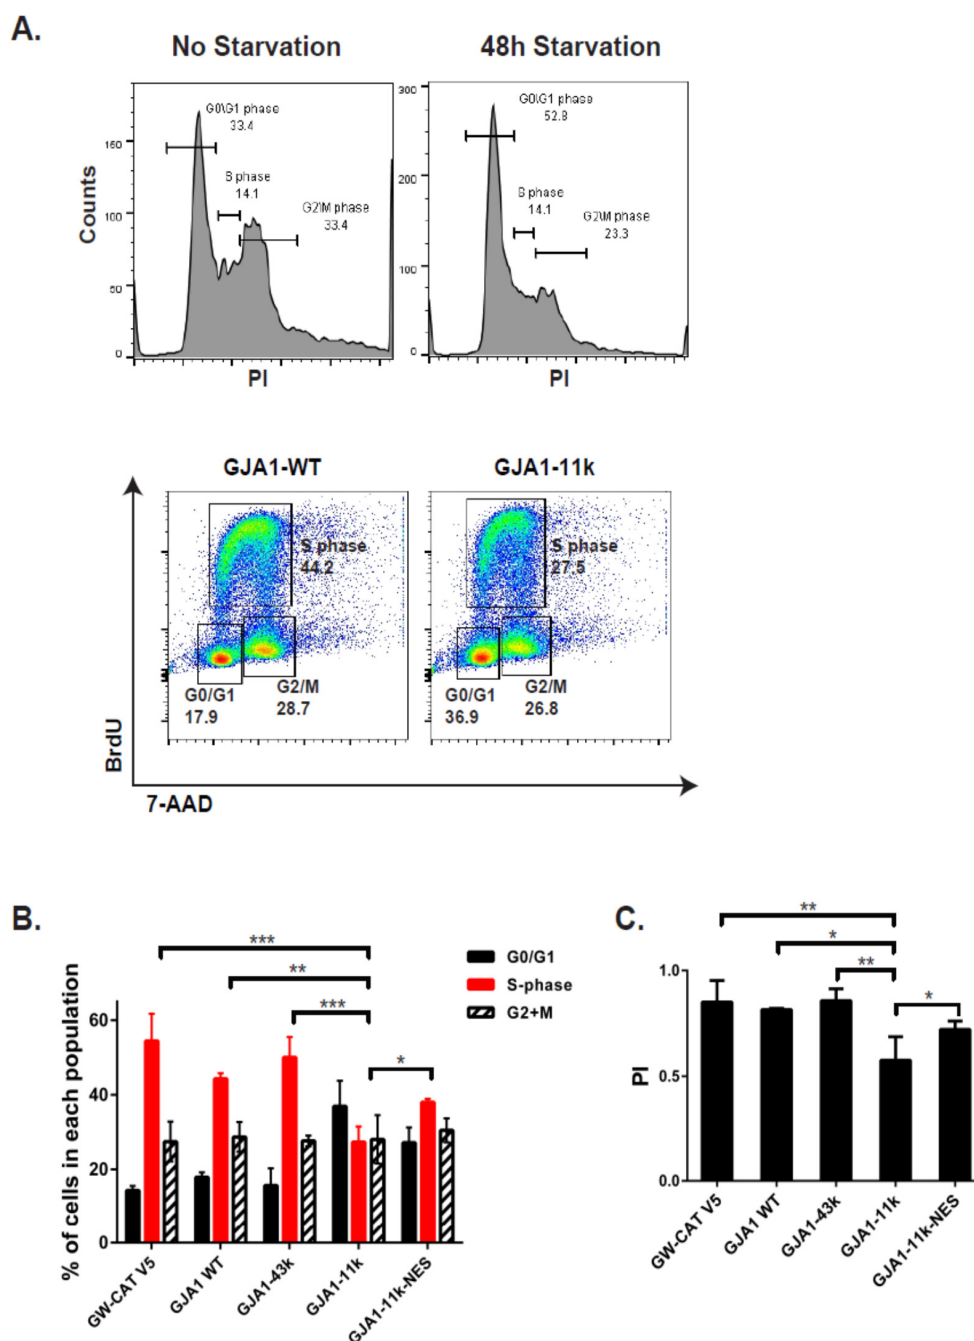 A.
No Starvation
48h Starvation
G0\G1 phase
33.4
S phase
14.1
G2\M phase
33.4
150
100
50
0
Counts
PI
G0\G1 phase
52.8
S phase
14.1
G2\M phase
23.3
300
200
100
0
PI
GJA1-WT
GJA1-11k
S phase
44.2
G0/G1
17.9
G2/M
28.7
S phase
27.5
G0/G1
36.9
G2/M
26.8
BrdU
7-AAD
B.
***
**
***
*
G0/G1
S-phase
G2+M
% of cells in each population
60
40
20
0
GW-CAT V5
GJA1 WT
GJA1-43k
GJA1-11k
GJA1-11k-NES
C.
**
*
**
*
PI
1.0
0.5
0.0
GW-CAT V5
GJA1 WT
GJA1-43k
GJA1-11k
GJA1-11k-NES